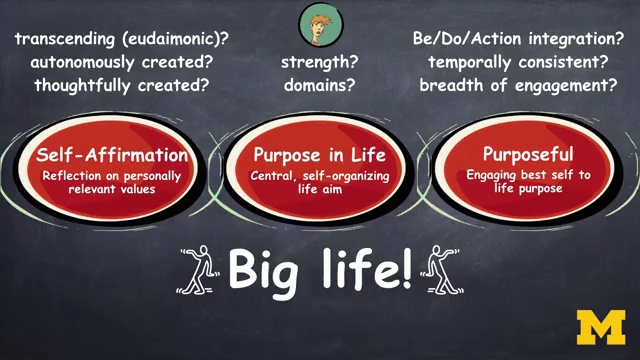 transcending (eudaimonic)?
autonomously created?
thoughtfully created?
strength?
domains?
Be/Do/Action integration?
temporally consistent?
breadth of engagement?
Self-Affirmation
Reflection on personally
relevant values
Purpose in Life
Central, self-organizing
life aim
Purposeful
Engaging best self to
life purpose
Big life!
M